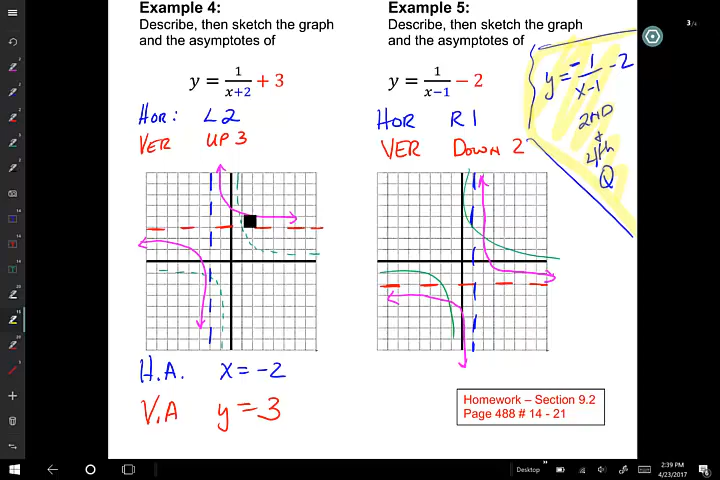 Example 4:
Describe, then sketch the graph
and the asymptotes of
y = 1/(x+2) + 3
HOR: L2
VER UP 3
H.A. x = -2
V.A y = 3
Example 5:
Describe, then sketch the graph
and the asymptotes of
y = 1/(x−1) − 2
HOR R1
VER DOWN 2
Homework – Section 9.2
Page 488 # 14 - 21
y = -1/(x-1) - 2
2ND
+
4th
Q
3/4
Desktop
2:39 PM
4/23/2017